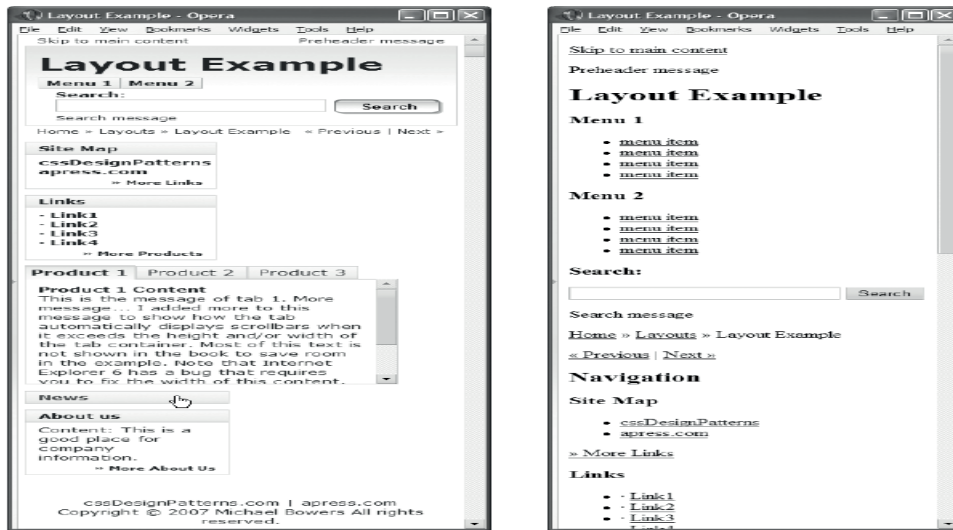 Layout Example - Opera
File Edit View Bookmarks Widgets Tools Help
Skip to main content Preheader message
Layout Example
Menu 1 Menu 2
Search:
Search
Search message
Home » Layouts » Layout Example « Previous | Next »
Site Map
cssDesignPatterns
apress.com
» More Links
Links
- Link1
- Link2
- Link3
- Link4
» More Products
Product 1 Product 2 Product 3
Product 1 Content
This is the message of tab 1. More
message... I added more to this
message to show how the tab
automatically displays scrollbars when
it exceeds the height and/or width of
the tab container. Most of this text is
not shown in the book to save room
in the example. Note that Internet
Explorer 6 has a bug that requires
you to fix the width of this content.
News
About us
Content: This is a
good place for
company
information.
» More About Us
cssDesignPatterns.com | apress.com
Copyright © 2007 Michael Bowers All rights
reserved.
Layout Example - Opera
File Edit View Bookmarks Widgets Tools Help
Skip to main content
Preheader message
Layout Example
Menu 1
• menu item
• menu item
• menu item
• menu item
Menu 2
• menu item
• menu item
• menu item
• menu item
Search:
Search
Search message
Home » Layouts » Layout Example
« Previous | Next »
Navigation
Site Map
• cssDesignPatterns
• apress.com
» More Links
Links
• - Link1
• - Link2
• - Link3
• - Link4